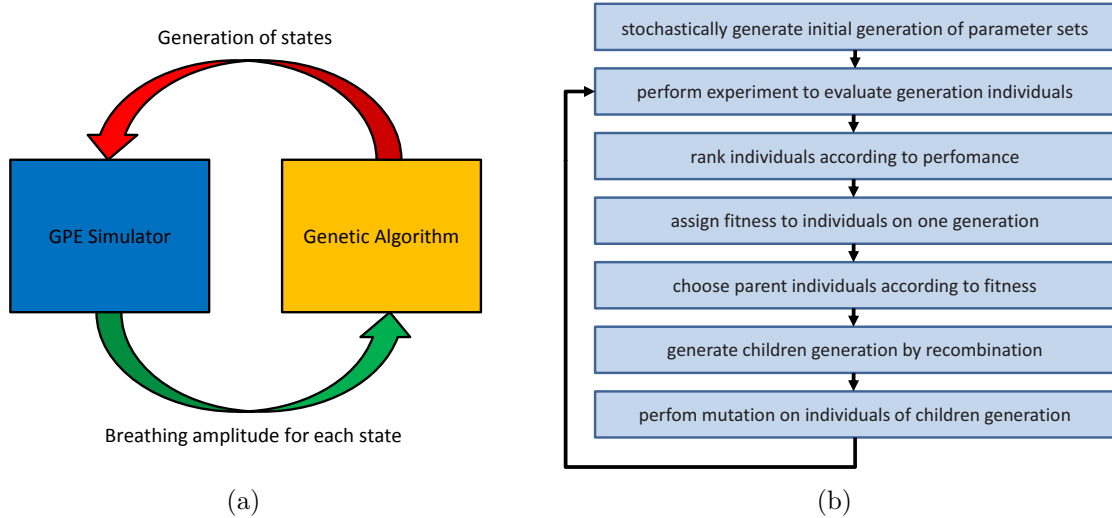 Generation of states
GPE Simulator
Genetic Algorithm
Breathing amplitude for each state
(a)
stochastically generate initial generation of parameter sets
perform experiment to evaluate generation individuals
rank individuals according to perfomance
assign fitness to individuals on one generation
choose parent individuals according to fitness
generate children generation by recombination
perfom mutation on individuals of children generation
(b)